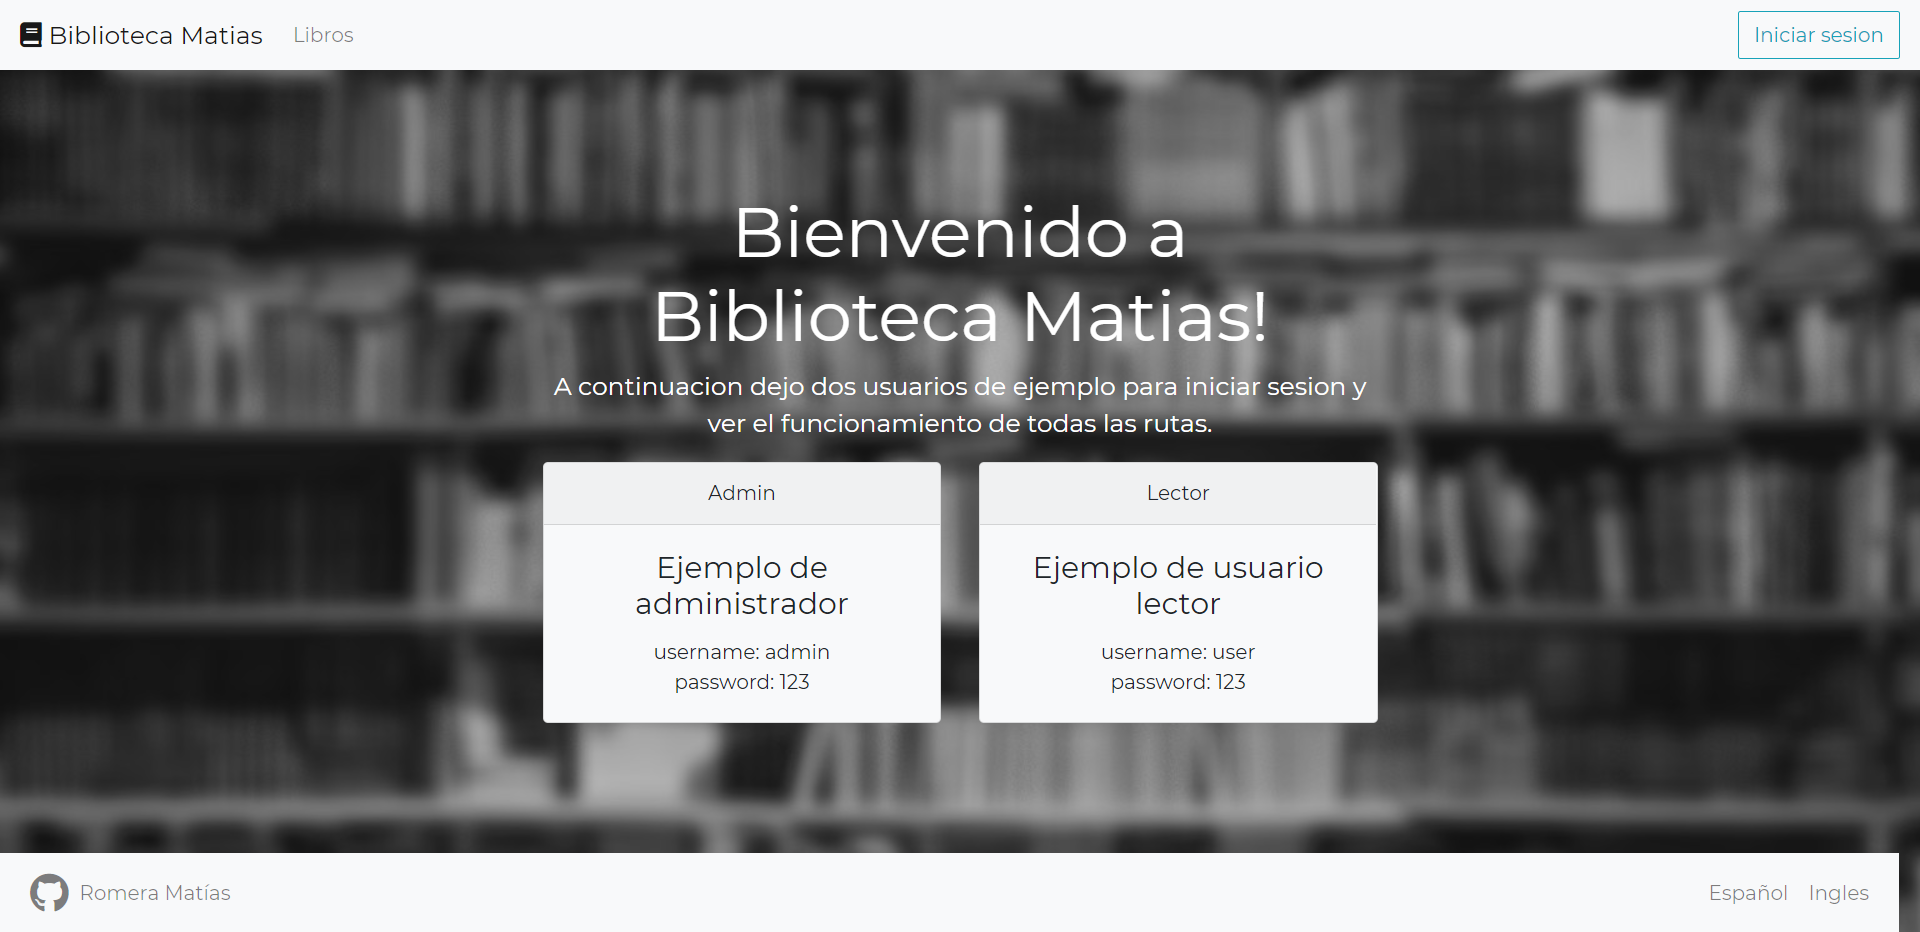 Biblioteca Matias
Libros
Iniciar sesion
Bienvenido a
Biblioteca Matias!
A continuacion dejo dos usuarios de ejemplo para iniciar sesion y
ver el funcionamiento de todas las rutas.
Admin
Ejemplo de
administrador
username: admin
password: 123
Lector
Ejemplo de usuario
lector
username: user
password: 123
Romera Matías
Español
Ingles